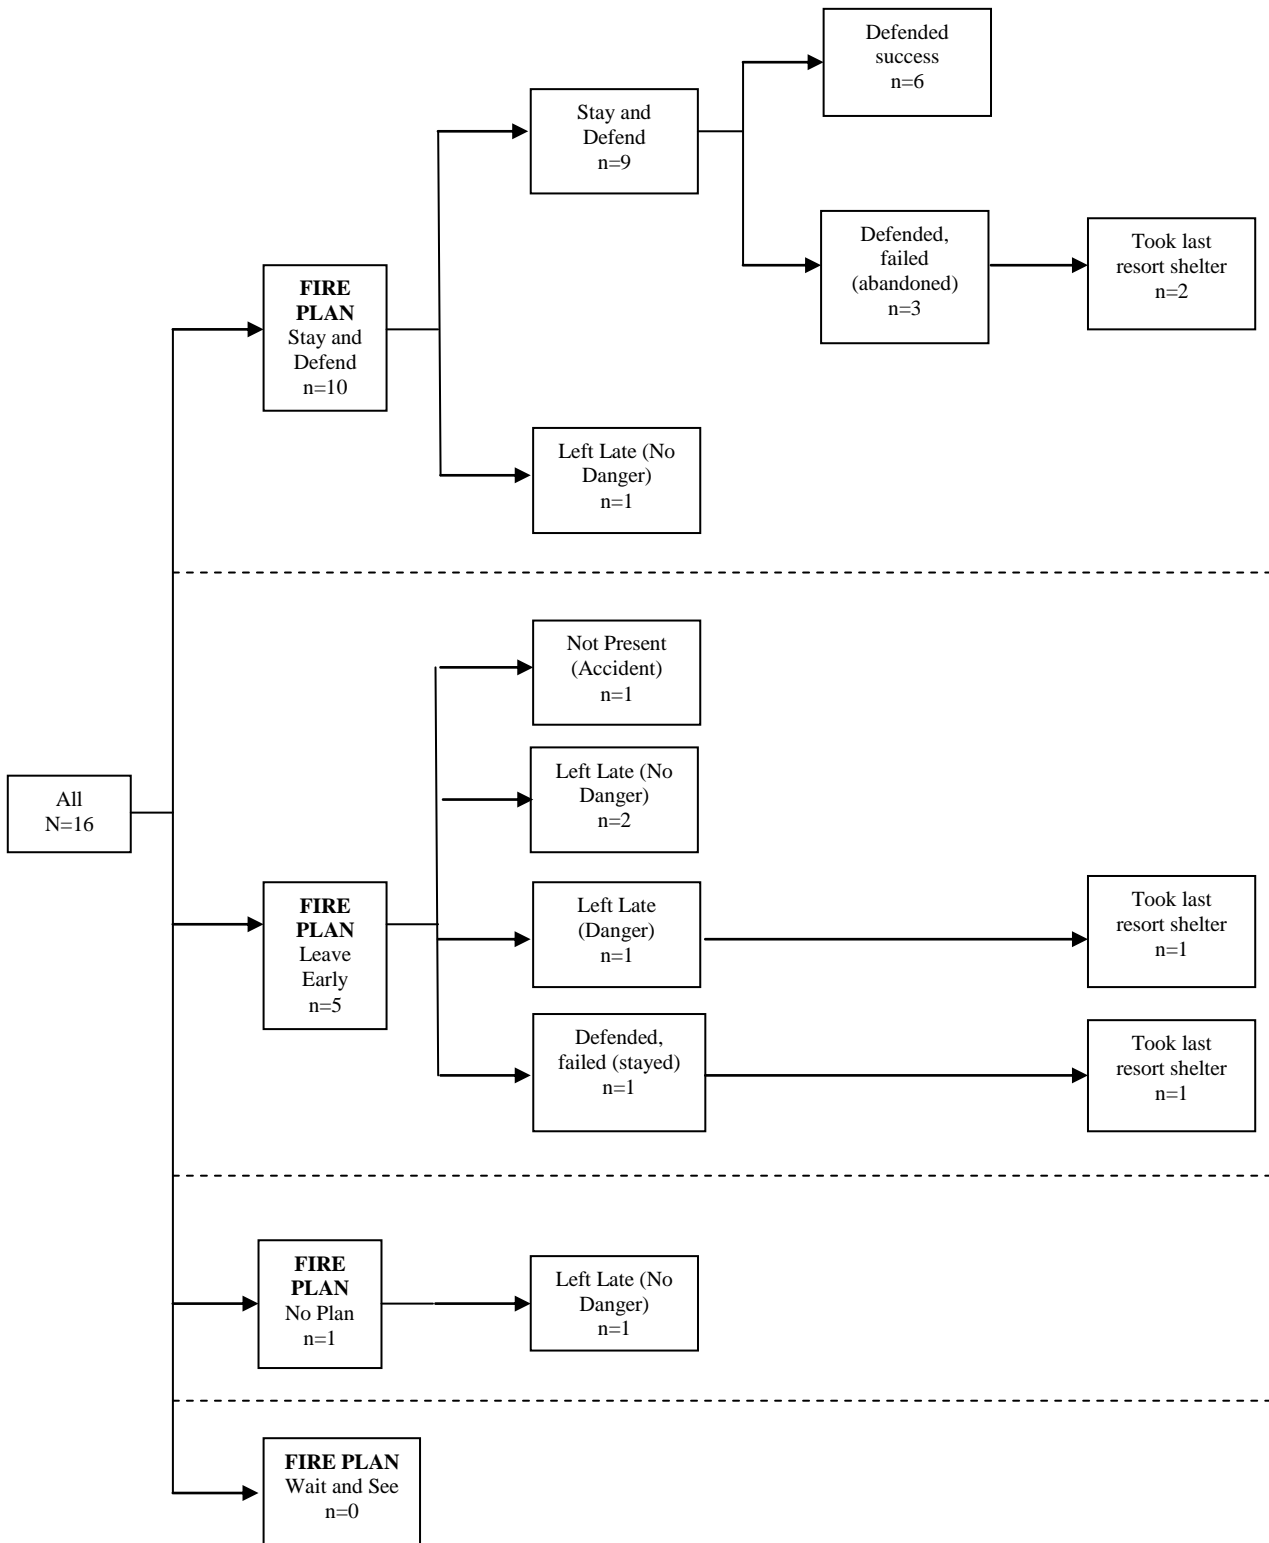 Defended
success
n=6
Stay and
Defend
n=9
Defended,
failed
(abandoned)
n=3
Took last
resort shelter
n=2
FIRE
PLAN
Stay and
Defend
n=10
Left Late (No
Danger)
n=1
Not Present
(Accident)
n=1
Left Late (No
Danger)
n=2
All
N=16
FIRE
PLAN
Leave
Early
n=5
Left Late
(Danger)
n=1
Took last
resort shelter
n=1
Defended,
failed (stayed)
n=1
Took last
resort shelter
n=1
FIRE
PLAN
No Plan
n=1
Left Late (No
Danger)
n=1
FIRE PLAN
Wait and See
n=0